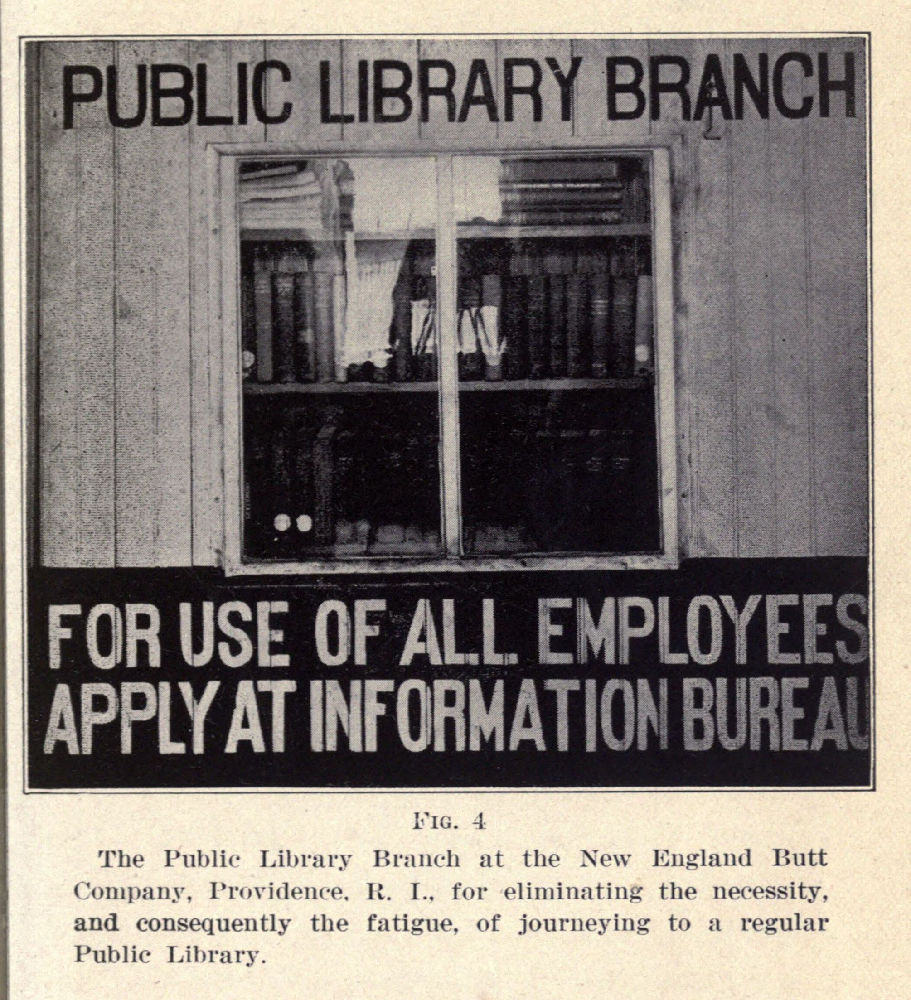 PUBLIC LIBRARY BRANCH
FOR USE OF ALL EMPLOYEES
APPLY AT INFORMATION BUREAU
FIG. 4
The Public Library Branch at the New England Butt
Company, Providence, R. I., for eliminating the necessity,
and consequently the fatigue, of journeying to a regular
Public Library.